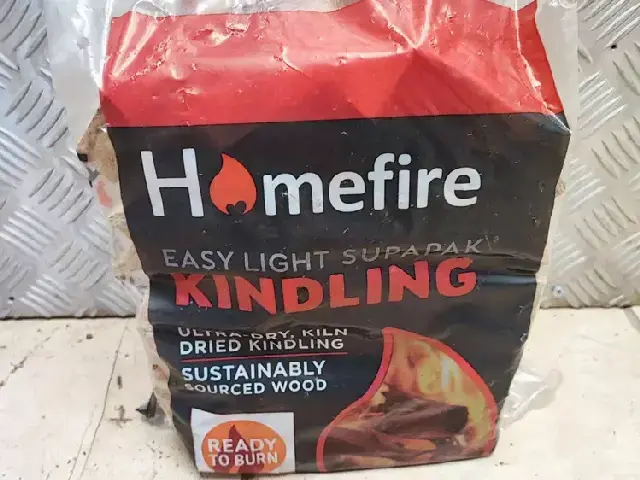 Homefire
EASY LIGHT SUPAPAK
KINDLING
ULTRA-DRY, KILN
DRIED KINDLING
SUSTAINABLY
SOURCED WOOD
READY
TO BURN